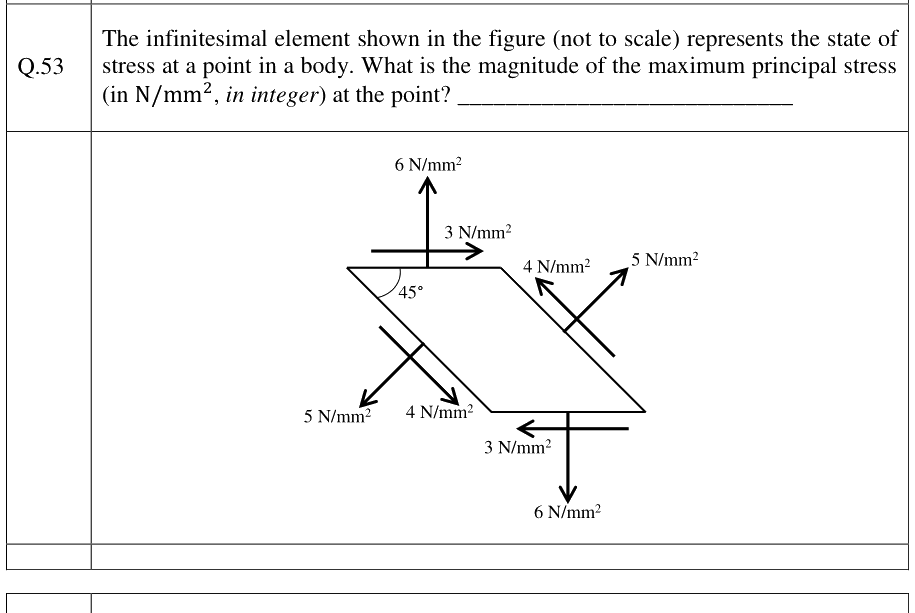 The infinitesimal element shown in the figure (not to scale) represents the state of
Q.53 stress at a point in a body. What is the magnitude of the maximum principal stress
(in N/mm², in integer) at the point? ____________________________
6 N/mm²
3 N/mm²
4 N/mm² 5 N/mm²
45°
5 N/mm² 4 N/mm²
3 N/mm²
6 N/mm²